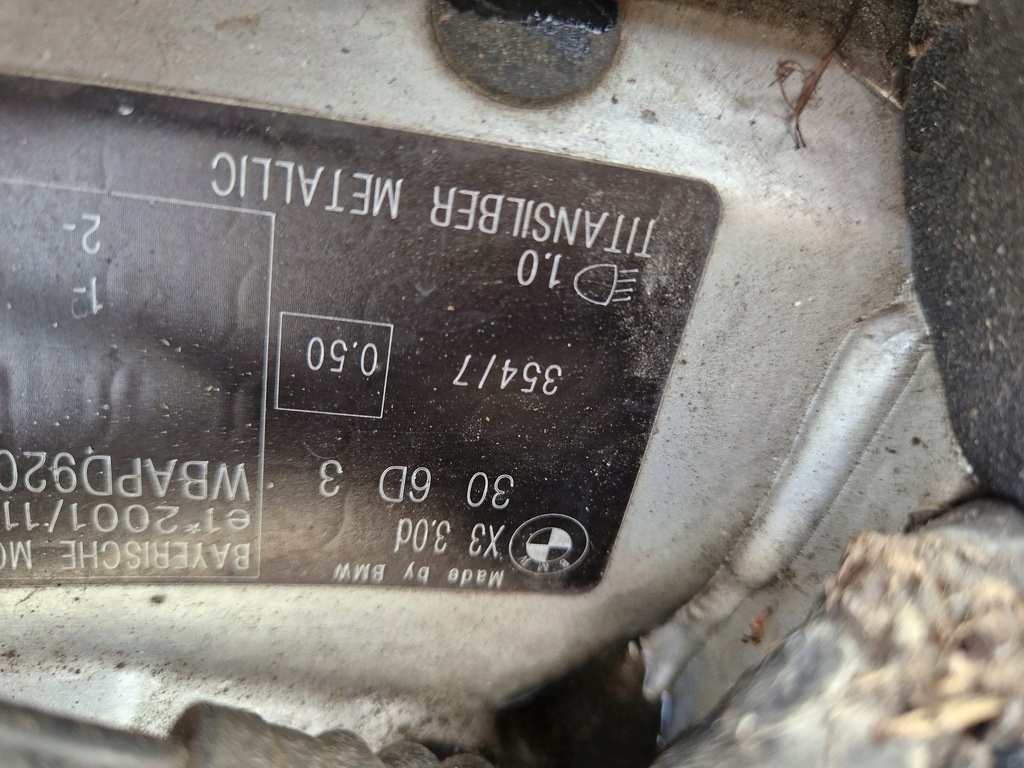 Made by BMW
BMW
X3 3.0d
30 6D 3
354/7
0.50
1.0
TITANSILBER METALLIC
BAYERISCHE MO
e1*2001/11
WBAPD920
1-
2-